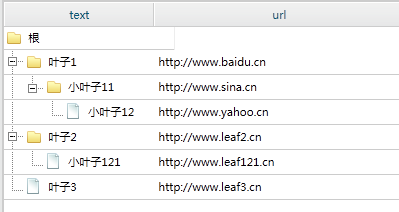 text url
根
叶子1 http://www.baidu.cn
小叶子11 http://www.sina.cn
小叶子12 http://www.yahoo.cn
叶子2 http://www.leaf2.cn
小叶子121 http://www.leaf121.cn
叶子3 http://www.leaf3.cn